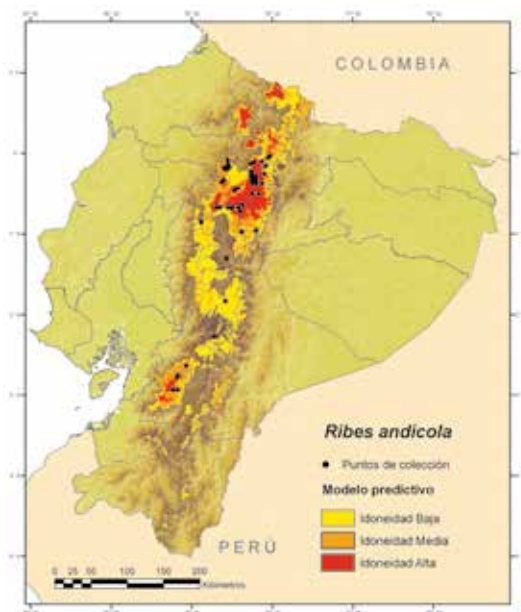 COLOMBIA
Ribes andicola
Puntos de colección
Modelo predictivo
Idoneidad Baja
Idoneidad Media
Idoneidad Alta
PERÚ
0 25 50 100 150 200
Kilometros